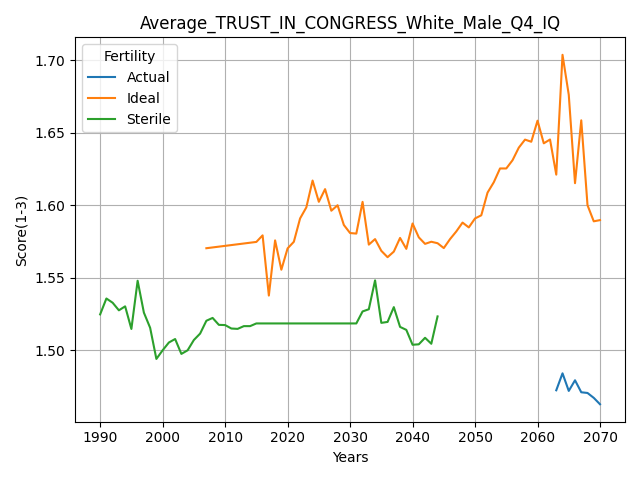 Average_TRUST_IN_CONGRESS_White_Male_Q4_IQ
Fertility
Actual
Ideal
Sterile
Score(1-3)
1.70
1.65
1.60
1.55
1.50
1990 2000 2010 2020 2030 2040 2050 2060 2070
Years